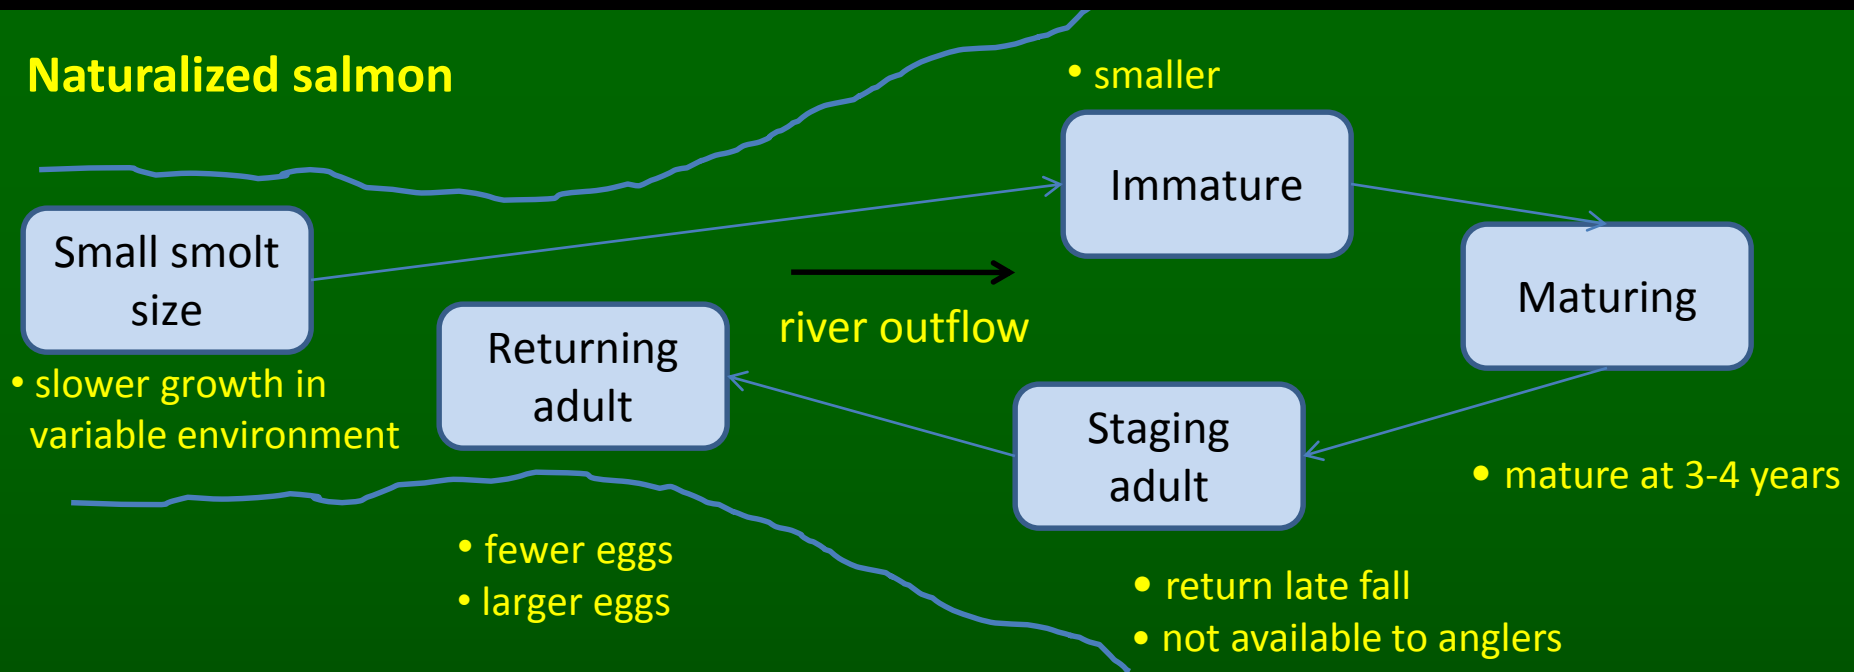 Naturalized salmon
• smaller
Immature
Small smolt
size
Maturing
river outflow
Returning
adult
• slower growth in
variable environment
Staging
adult
• mature at 3-4 years
• fewer eggs
• larger eggs
• return late fall
• not available to anglers